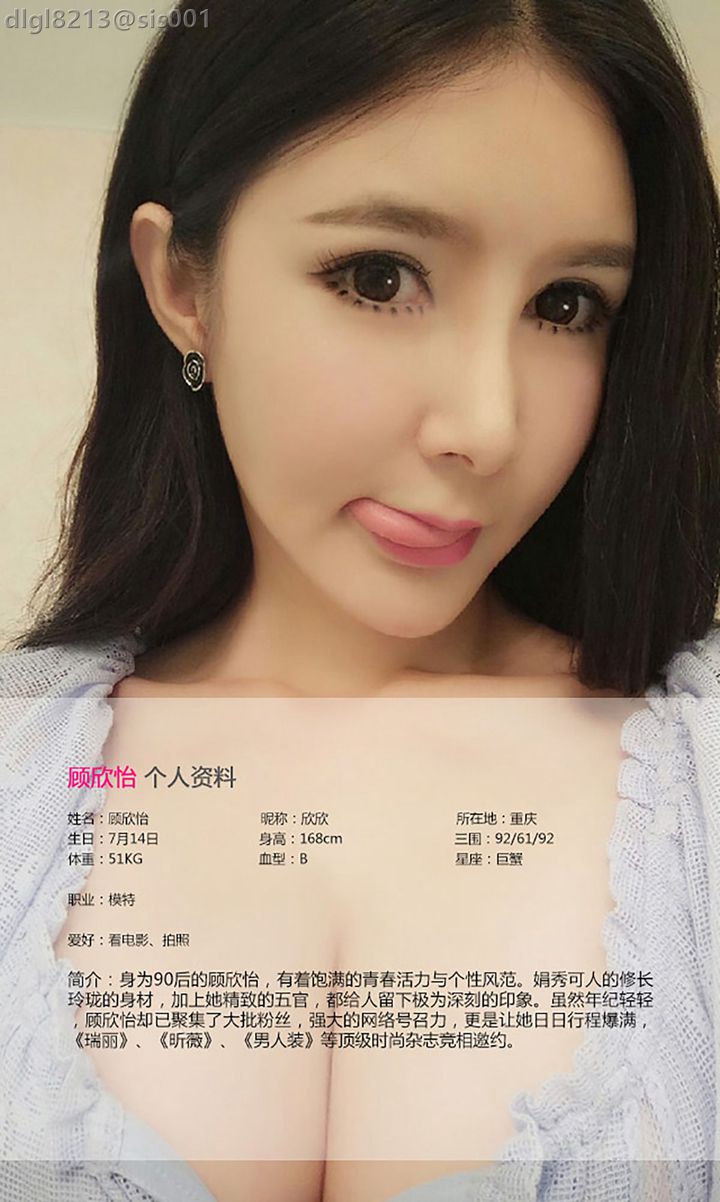 dlgl8213@sis001
顾欣怡 个人资料
姓名：顾欣怡 昵称：欣欣 所在地：重庆
生日：7月14日 身高：168cm 三围：92/61/92
体重：51KG 血型：B 星座：巨蟹
职业：模特
爱好：看电影、拍照
简介：身为90后的顾欣怡，有着饱满的青春活力与个性风范。娟秀可人的修长
玲珑的身材，加上她精致的五官，都给人留下极为深刻的印象。虽然年纪轻轻
，顾欣怡却已聚集了大批粉丝，强大的网络号召力，更是让她日日行程爆满，
《瑞丽》、《昕薇》、《男人装》等顶级时尚杂志竞相邀约。